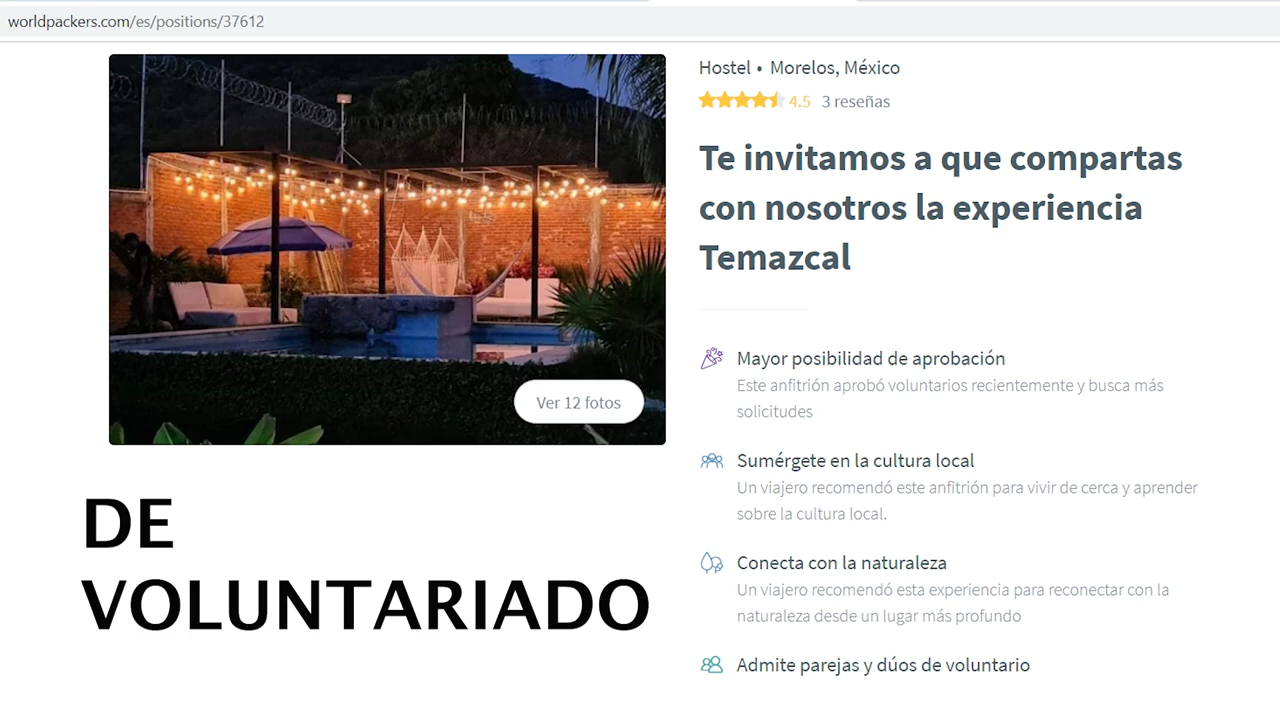 worldpackers.com/es/positions/37612
Hostel • Morelos, México
4.5 3 reseñas
Te invitamos a que compartas
con nosotros la experiencia
Temazcal
Ver 12 fotos
Mayor posibilidad de aprobación
Este anfitrión aprobó voluntarios recientemente y busca más
solicitudes
Sumérgete en la cultura local
Un viajero recomendó este anfitrión para vivir de cerca y aprender
sobre la cultura local.
Conecta con la naturaleza
Un viajero recomendó esta experiencia para reconectar con la
naturaleza desde un lugar más profundo
Admite parejas y dúos de voluntario
DE
VOLUNTARIADO